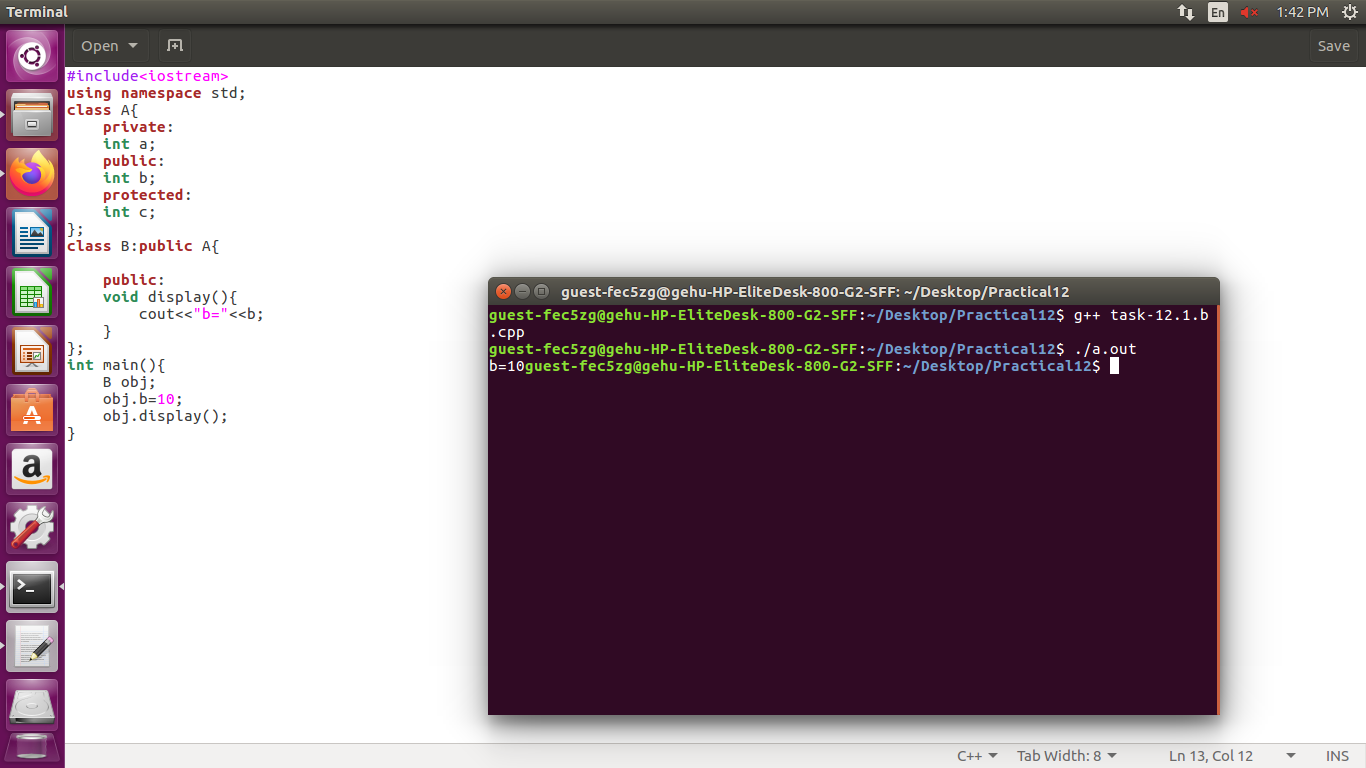 Terminal
En
1:42 PM
Open
Save
#include<iostream>
using namespace std;
class A{
    private:
    int a;
    public:
    int b;
    protected:
    int c;
};
class B:public A{
    public:
    void display(){
        cout<<"b="<<b;
    }
};
int main(){
    B obj;
    obj.b=10;
    obj.display();
}
guest-fec5zg@gehu-HP-EliteDesk-800-G2-SFF: ~/Desktop/Practical12
guest-fec5zg@gehu-HP-EliteDesk-800-G2-SFF:~/Desktop/Practical12$ g++ task-12.1.b
.cpp
guest-fec5zg@gehu-HP-EliteDesk-800-G2-SFF:~/Desktop/Practical12$ ./a.out
b=10guest-fec5zg@gehu-HP-EliteDesk-800-G2-SFF:~/Desktop/Practical12$
C++
Tab Width: 8
Ln 13, Col 12
INS